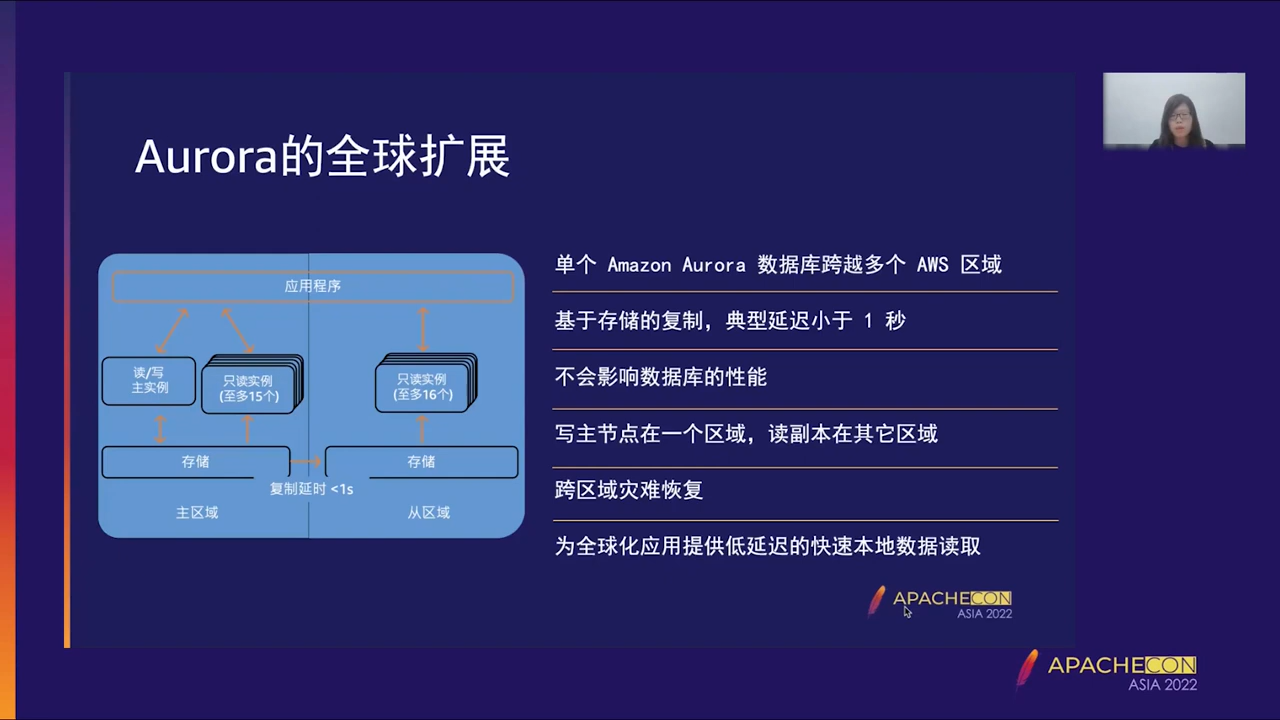 Aurora的全球扩展
应用程序
读/写
主实例
只读实例
(至多15个)
只读实例
(至多16个)
存储
存储
复制延时 <1s
主区域
从区域
单个 Amazon Aurora 数据库跨越多个 AWS 区域
基于存储的复制，典型延迟小于 1 秒
不会影响数据库的性能
写主节点在一个区域，读副本在其它区域
跨区域灾难恢复
为全球化应用提供低延迟的快速本地数据读取
APACHECON
ASIA 2022
APACHECON
ASIA 2022